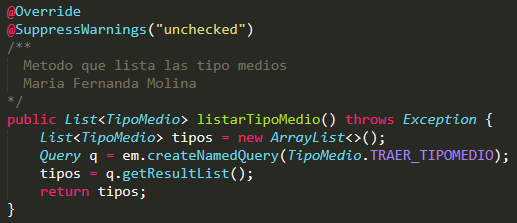 @Override
@SuppressWarnings("unchecked")
/**
Metodo que lista las tipo medios
Maria Fernanda Molina
*/
public List<TipoMedio> listarTipoMedio() throws Exception {
List<TipoMedio> tipos = new ArrayList<>();
Query q = em.createNamedQuery(TipoMedio.TRAER_TIPOMEDIO);
tipos = q.getResultList();
return tipos;
}